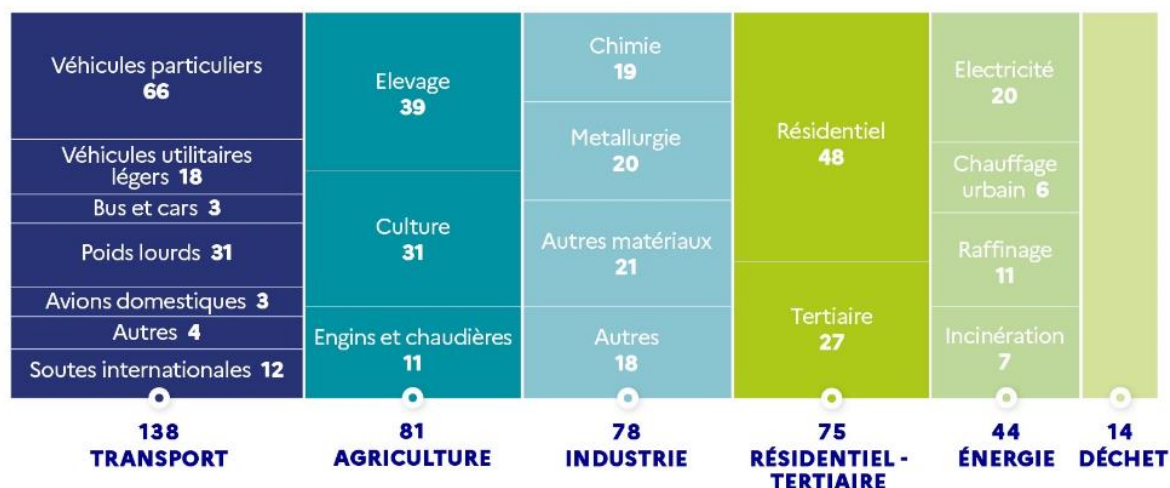 Véhicules particuliers
66
Véhicules utilitaires
légers 18
Bus et cars 3
Poids lourds 31
Avions domestiques 3
Autres 4
Soutes internationales 12
138
TRANSPORT
Elevage
39
Culture
31
Engins et chaudières
11
81
AGRICULTURE
Chimie
19
Metallurgie
20
Autres matériaux
21
Autres
18
78
INDUSTRIE
Résidentiel
48
Tertiaire
27
75
RÉSIDENTIEL -
TERTIAIRE
Electricité
20
Chauffage
urbain 6
Raffinage
11
Incinération
7
44
ÉNERGIE
14
DÉCHET